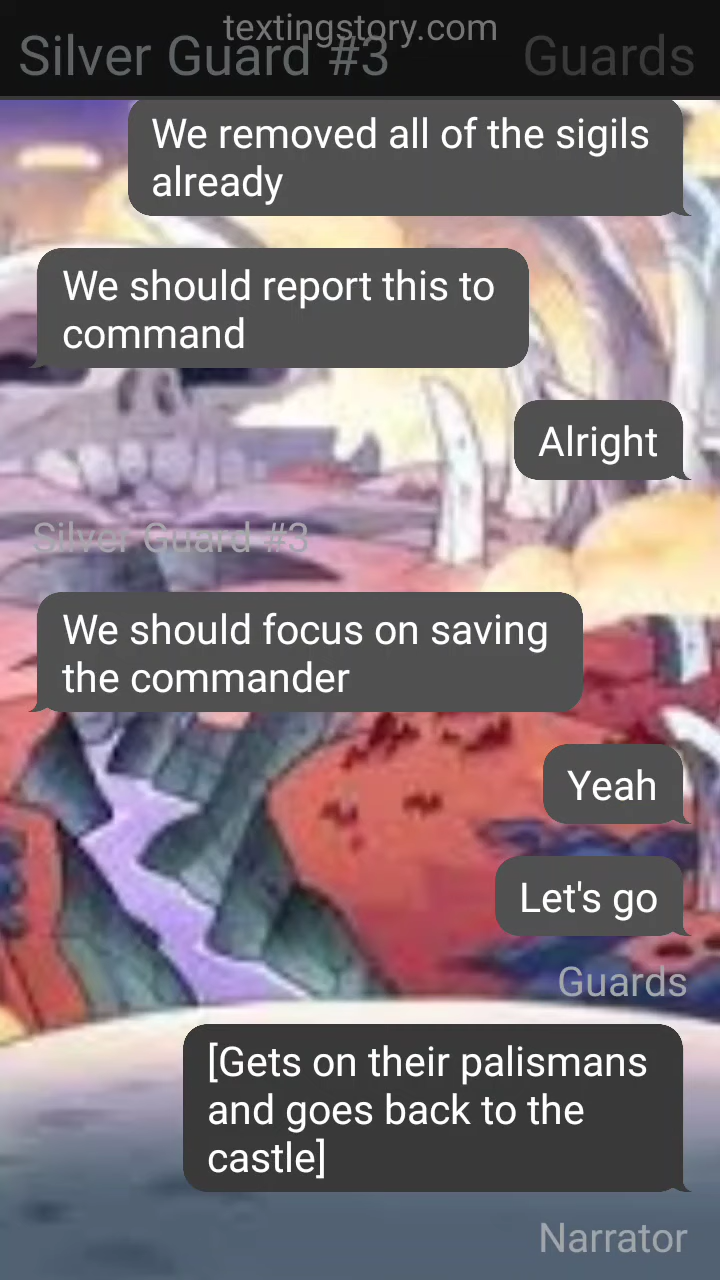 textingstory.com
Silver Guard #3
Guards
We removed all of the sigils
already
We should report this to
command
Alright
Silver Guard #3
We should focus on saving
the commander
Yeah
Let's go
Guards
[Gets on their palismans
and goes back to the
castle]
Narrator